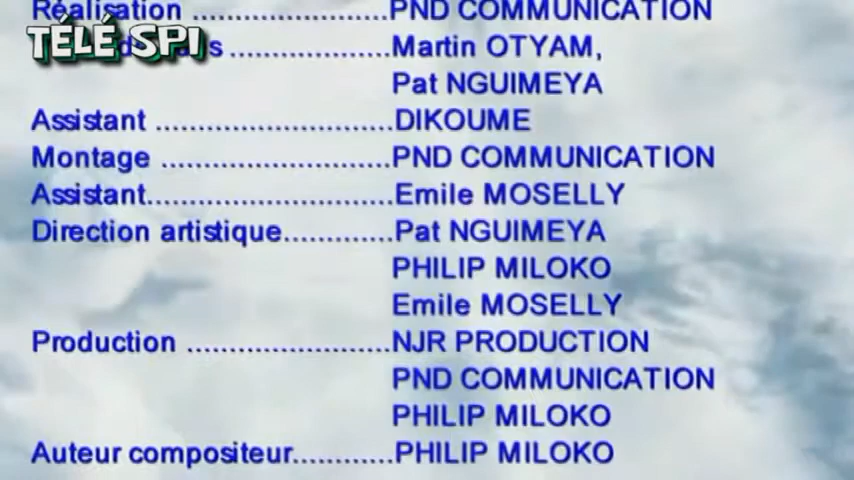 Réalisation ........................PND COMMUNICATION
TÉLÉ SPI
....................Martin OTYAM,
Pat NGUIMEYA
Assistant .............................DIKOUME
Montage ............................PND COMMUNICATION
Assistant..............................Emile MOSELLY
Direction artistique.............Pat NGUIMEYA
PHILIP MILOKO
Emile MOSELLY
Production .........................NJR PRODUCTION
PND COMMUNICATION
PHILIP MILOKO
Auteur compositeur............PHILIP MILOKO